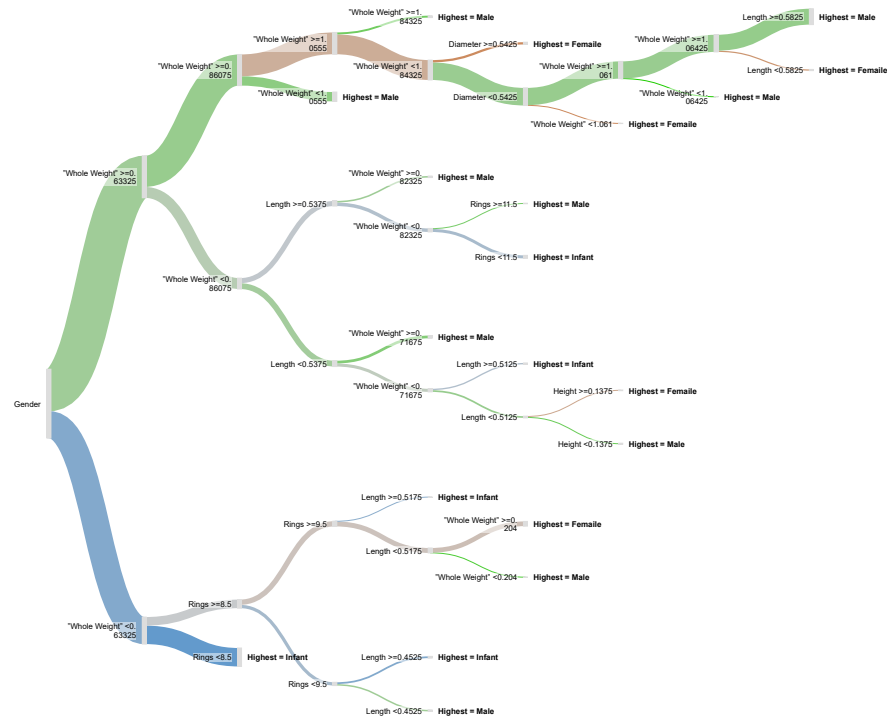 "Whole Weight" >=1.
84325
Highest = Male
Length >=0.5825
Highest = Male
"Whole Weight" >=1.
0555
Diameter >=0.5425
Highest = Femaile
"Whole Weight" >=1.
06425
"Whole Weight" >=0.
86075
"Whole Weight" <1.
84325
"Whole Weight" >=1.
061
Length <0.5825
Highest = Femaile
"Whole Weight" <1.
0555
Highest = Male
Diameter <0.5425
"Whole Weight" <1.
06425
Highest = Male
"Whole Weight" <1.061
Highest = Femaile
"Whole Weight" >=0.
63325
"Whole Weight" >=0.
82325
Highest = Male
Length >=0.5375
Rings >=11.5
Highest = Male
"Whole Weight" <0.
82325
Rings <11.5
Highest = Infant
"Whole Weight" <0.
86075
"Whole Weight" >=0.
71675
Highest = Male
Length <0.5375
Length >=0.5125
Highest = Infant
"Whole Weight" <0.
71675
Height >=0.1375
Highest = Femaile
Gender
Length <0.5125
Height <0.1375
Highest = Male
Length >=0.5175
Highest = Infant
Rings >=9.5
"Whole Weight" >=0.
204
Highest = Femaile
Length <0.5175
"Whole Weight" <0.204
Highest = Male
Rings >=8.5
"Whole Weight" <0.
63325
Rings <8.5
Highest = Infant
Length >=0.4525
Highest = Infant
Rings <9.5
Length <0.4525
Highest = Male